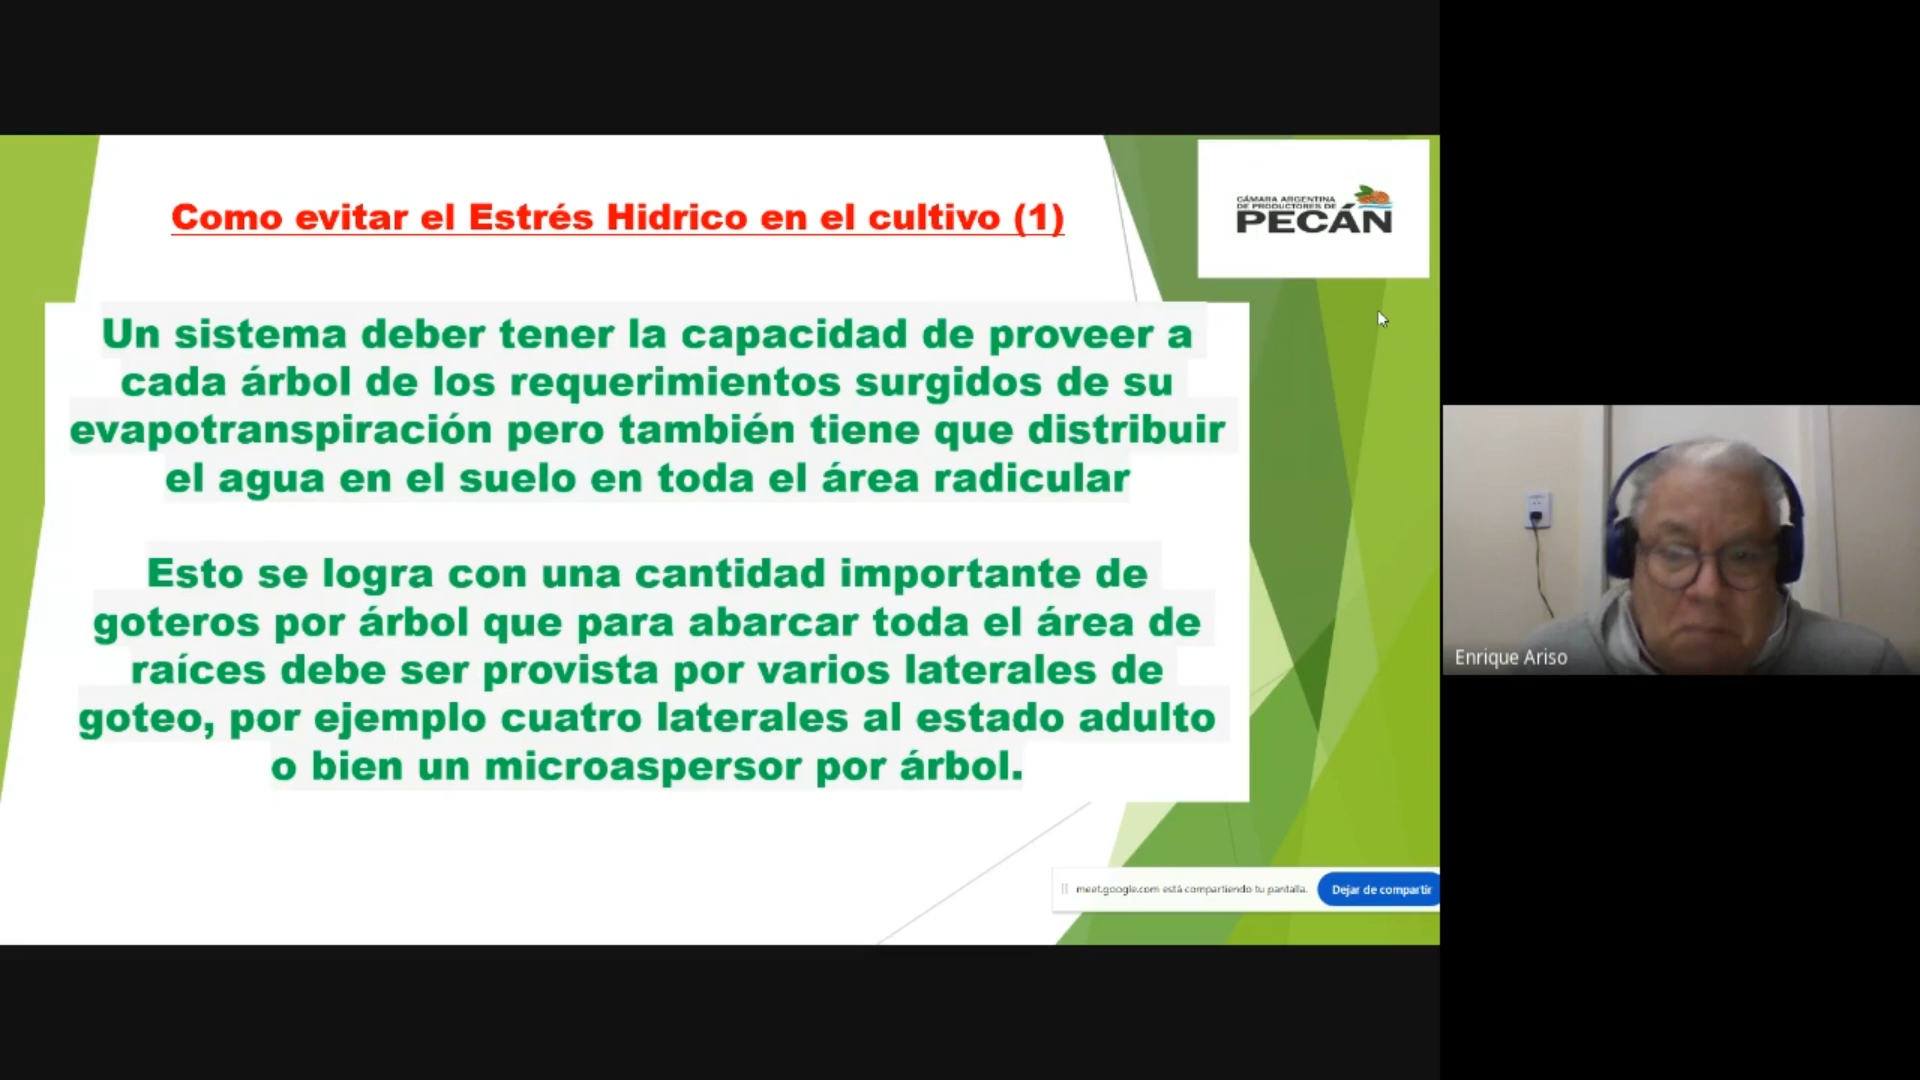 Como evitar el Estrés Hidrico en el cultivo (1)
CÁMARA ARGENTINA
DE PRODUCTORES DE
PECÁN
Un sistema deber tener la capacidad de proveer a
cada árbol de los requerimientos surgidos de su
evapotranspiración pero también tiene que distribuir
el agua en el suelo en toda el área radicular
Esto se logra con una cantidad importante de
goteros por árbol que para abarcar toda el área de
raíces debe ser provista por varios laterales de
goteo, por ejemplo cuatro laterales al estado adulto
o bien un microaspersor por árbol.
meet.google.com está compartiendo tu pantalla.
Dejar de compartir
Enrique Ariso